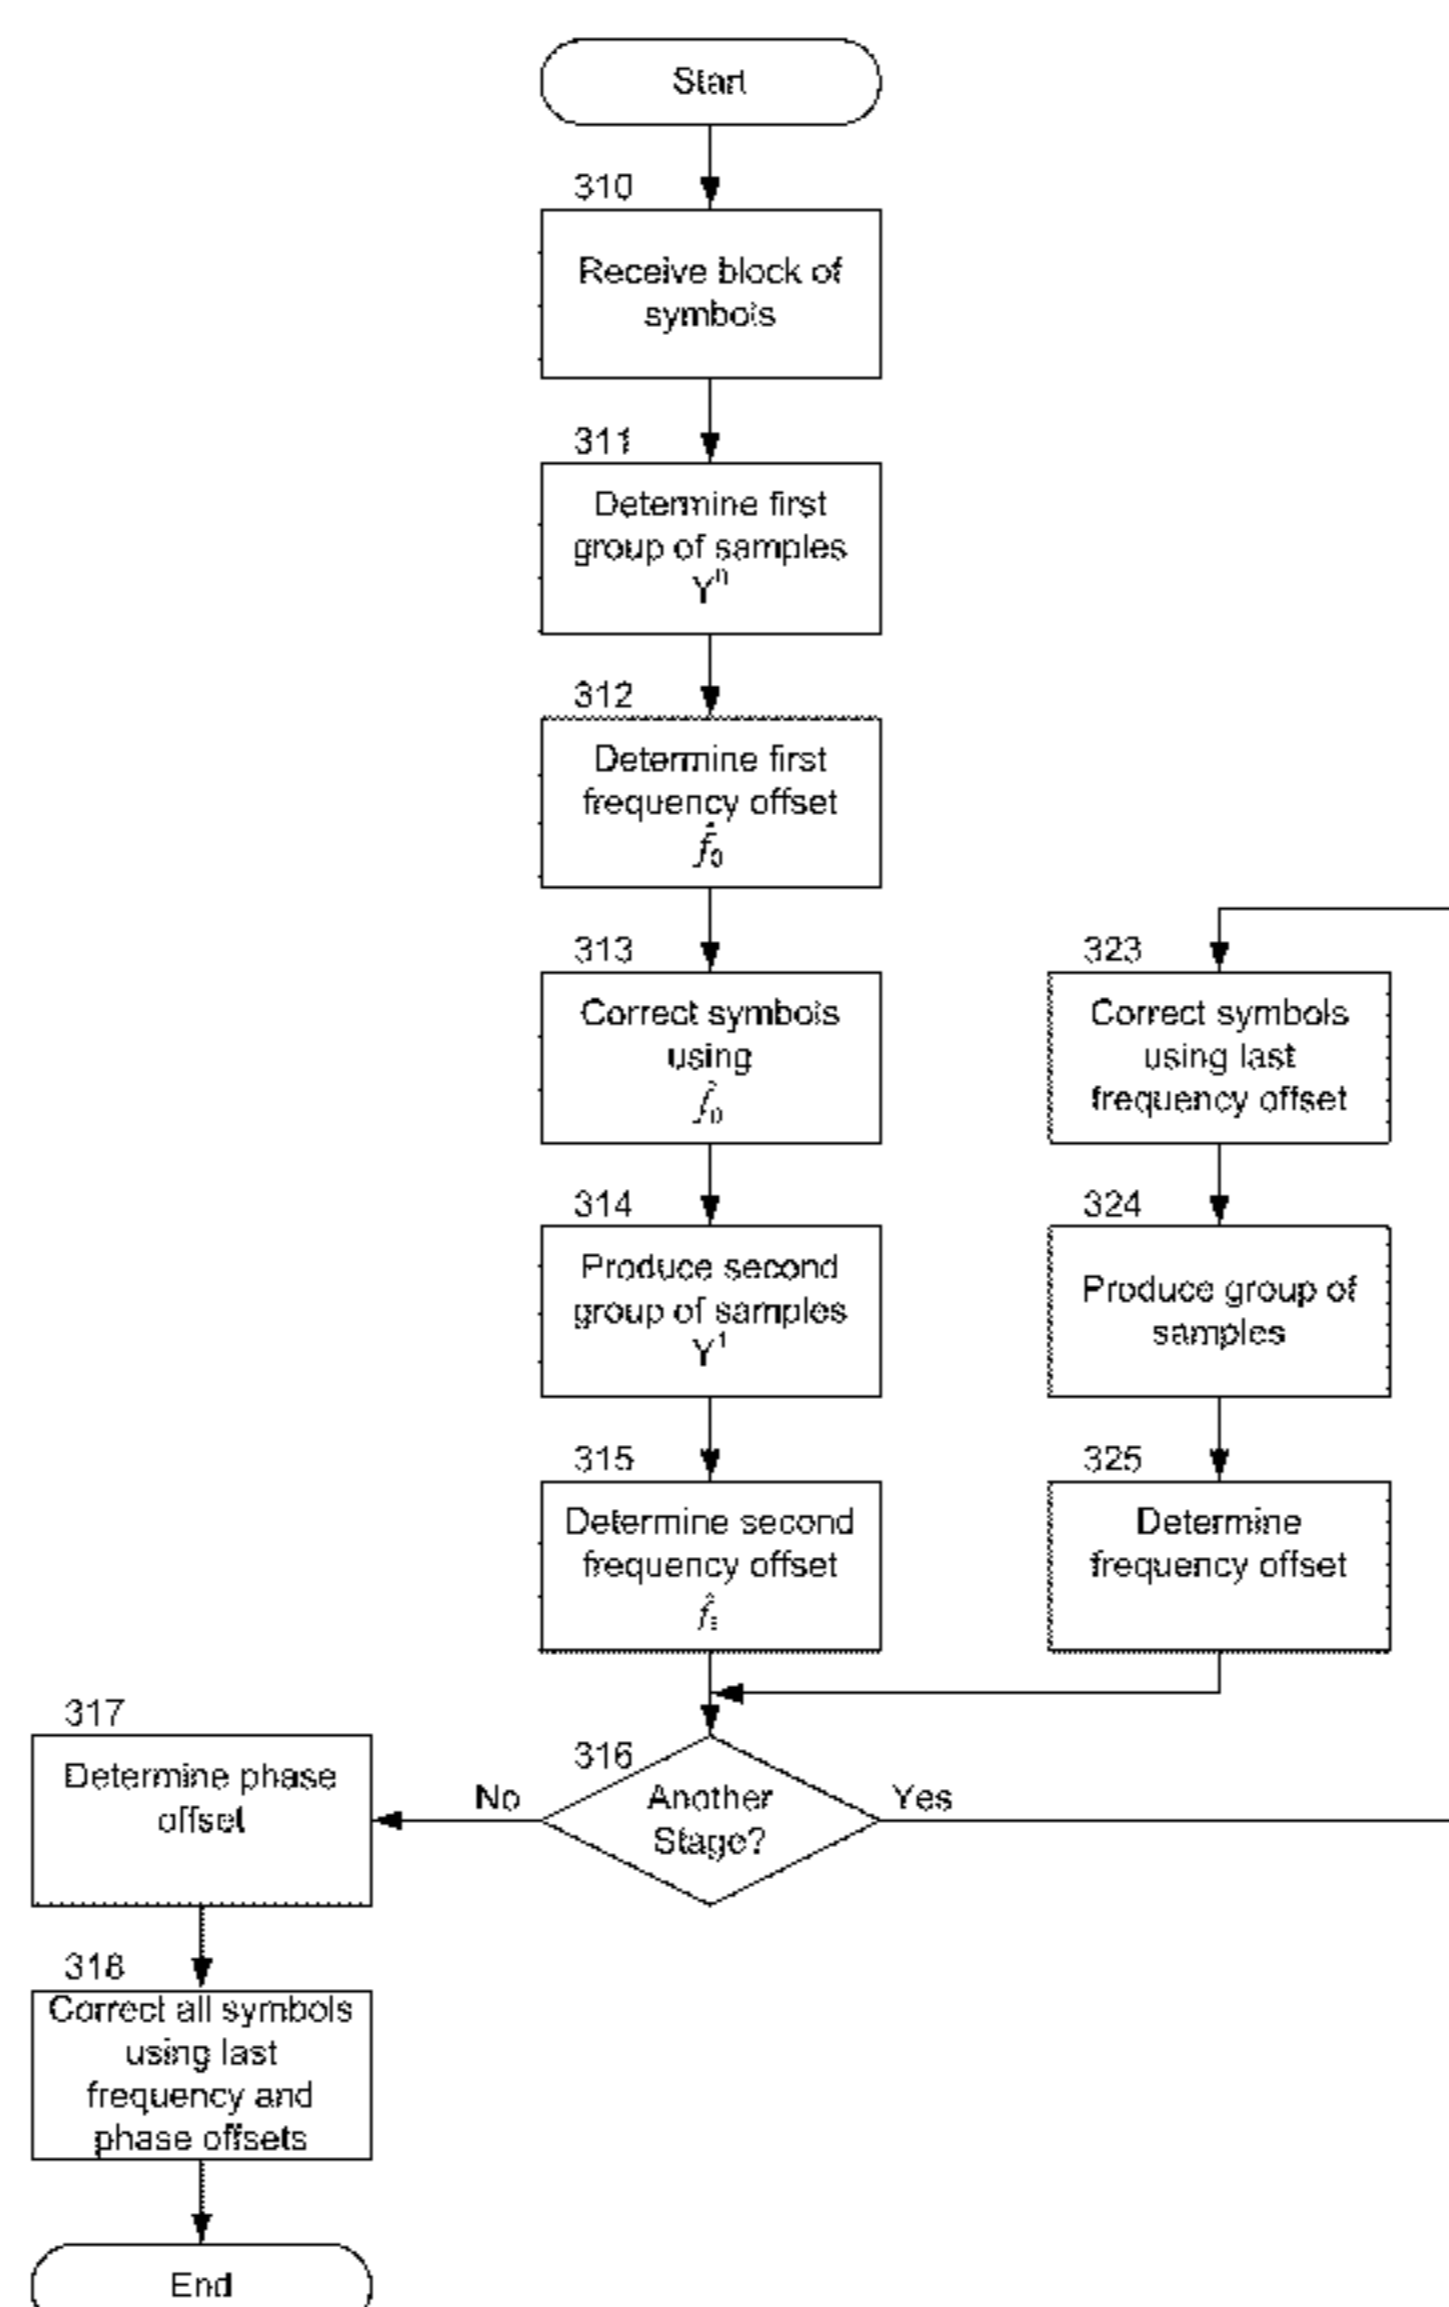 Start
310
Receive block of
symbols
311
Determine first
group of samples
Y⁰
312
Determine first
frequency offset
f̂₀
313
Correct symbols
using
f̂₀
314
Produce second
group of samples
Y¹
315
Determine second
frequency offset
f̂₁
323
Correct symbols
using last
frequency offset
324
Produce group of
samples
325
Determine
frequency offset
316
Another
Stage?
No
Yes
317
Determine phase
offset
318
Correct all symbols
using last
frequency and
phase offsets
End